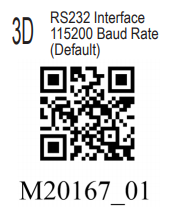 3D
RS232 Interface
115200 Baud Rate
(Default)
M20167_01